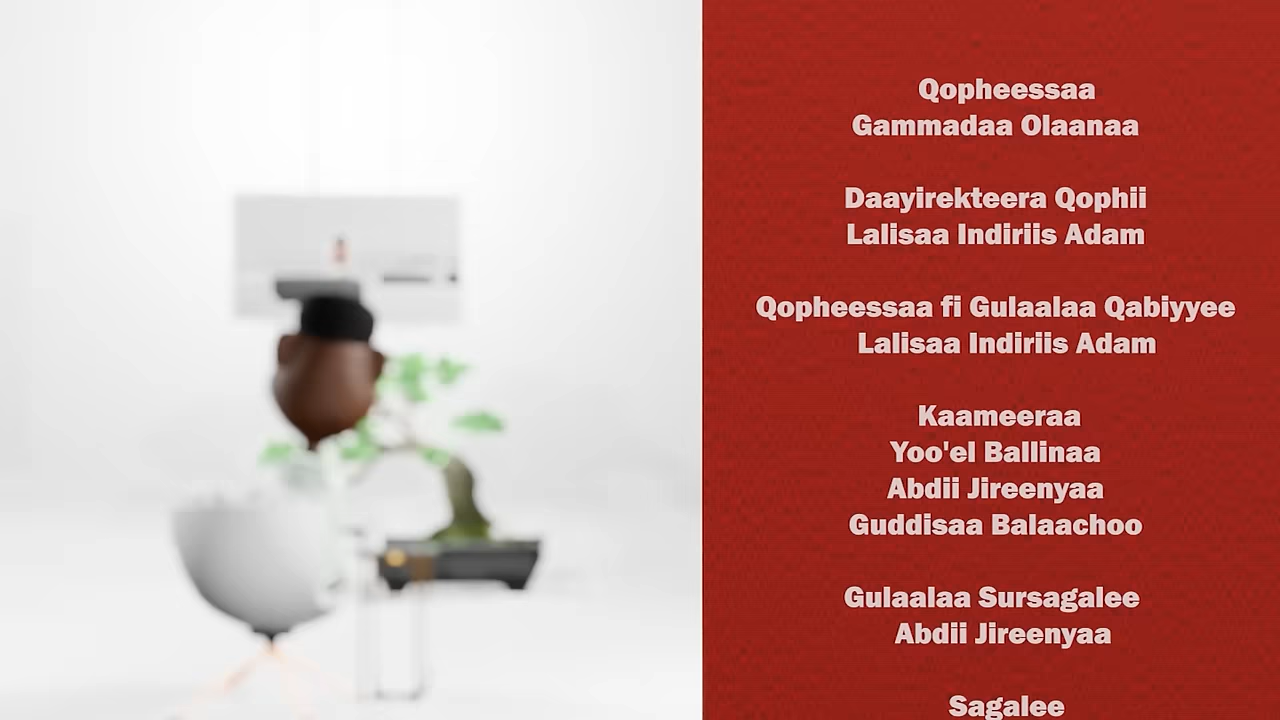 Qopheessaa
Gammadaa Olaanaa
Daayirekteera Qophii
Lalisaa Indiriis Adam
Qopheessaa fi Gulaalaa Qabiyyee
Lalisaa Indiriis Adam
Kaameeraa
Yoo'el Ballinaa
Abdii Jireenyaa
Guddisaa Balaachoo
Gulaalaa Sursagalee
Abdii Jireenyaa
Sagalee